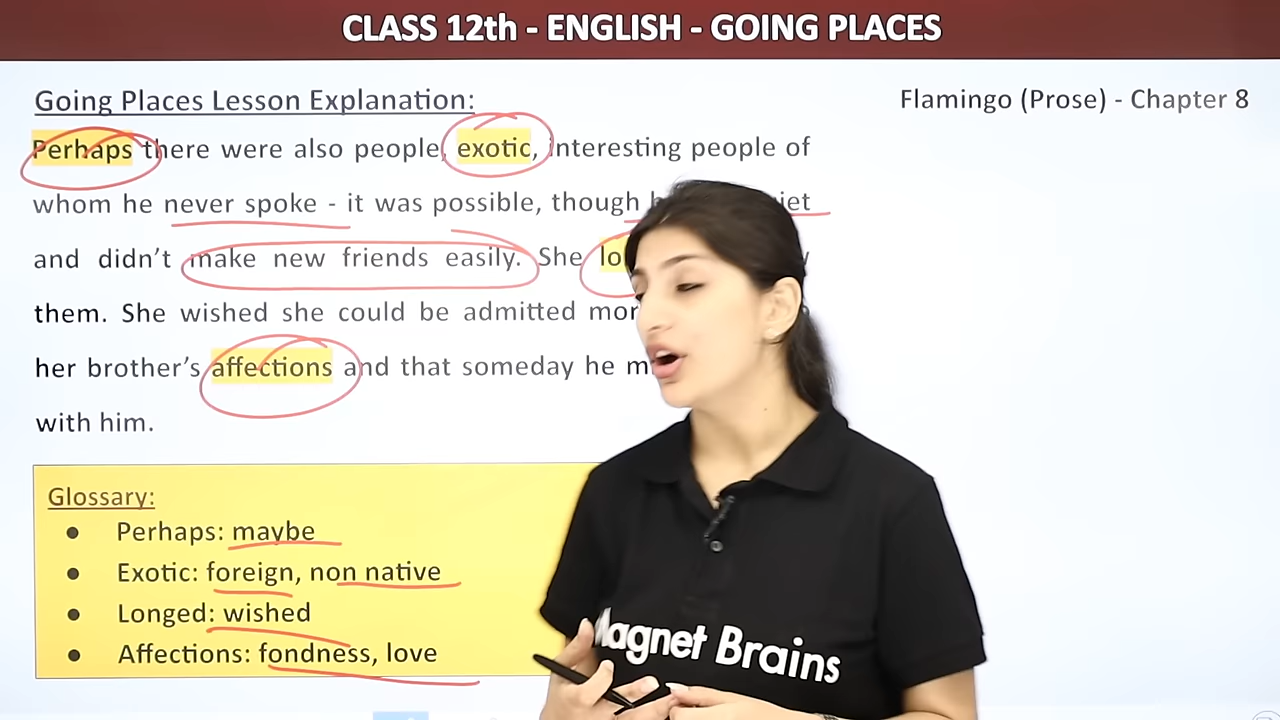 CLASS 12th - ENGLISH - GOING PLACES
Going Places Lesson Explanation:
Flamingo (Prose) - Chapter 8
Perhaps there were also people, exotic, interesting people of
whom he never spoke - it was possible, though
and didn't make new friends easily. She
them. She wished she could be admitted
her brother's affections and that someday he
with him.
Glossary:
● Perhaps: maybe
● Exotic: foreign, non native
● Longed: wished
● Affections: fondness, love
Magnet Brains